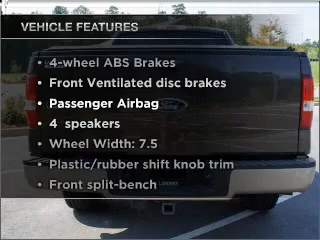 VEHICLE FEATURES
• 4-wheel ABS Brakes
• Front Ventilated disc brakes
• Passenger Airbag
• 4 speakers
• Wheel Width: 7.5
• Plastic/rubber shift knob trim
• Front split-bench
Ford